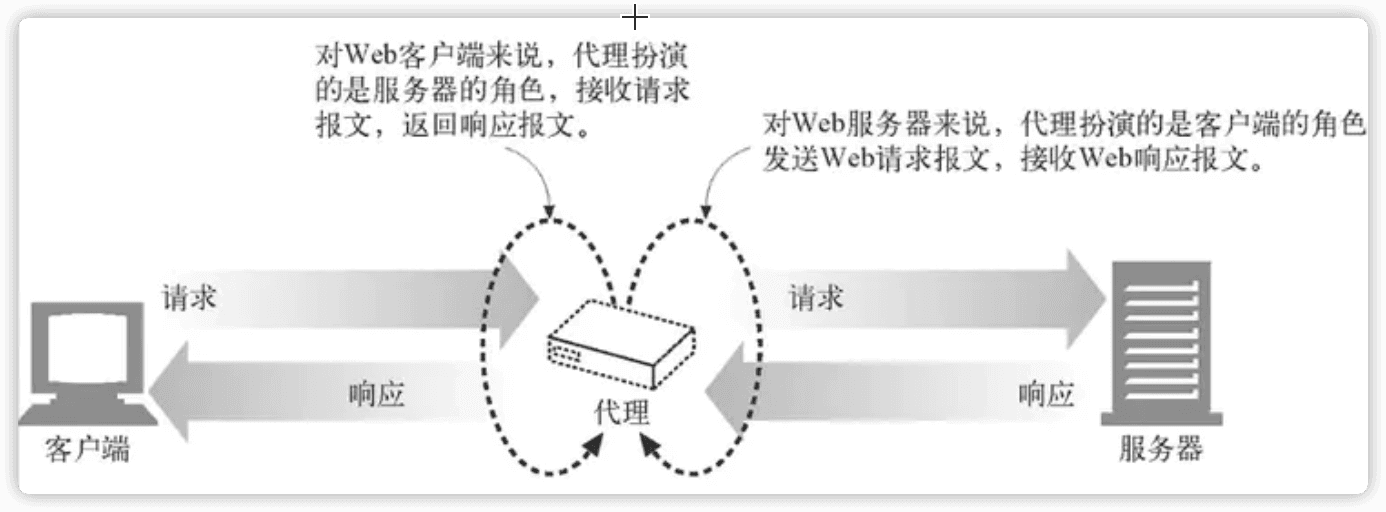 对Web客户端来说，代理扮演
的是服务器的角色，接收请求
报文，返回响应报文。
对Web服务器来说，代理扮演的是客户端的角色
发送Web请求报文，接收Web响应报文。
请求
请求
响应
响应
代理
客户端
服务器